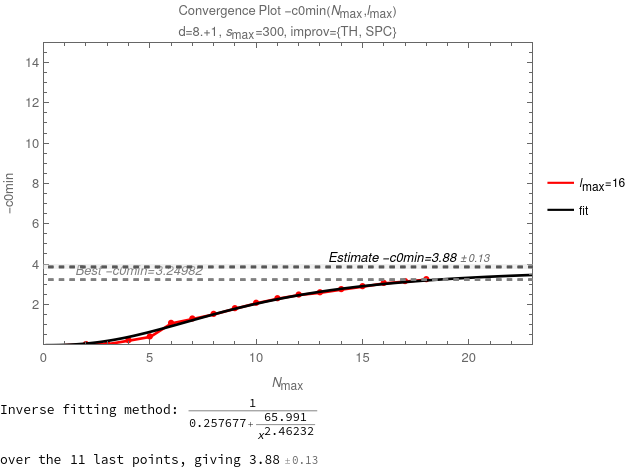 Convergence Plot −c0min(Nmax,lmax)
d=8.+1, smax=300, improv={TH, SPC}
14
12
10
8
6
4
2
−c0min
Estimate −c0min=3.88 ±0.13
Best −c0min=3.24982
lmax=16
fit
0 5 10 15 20
Nmax
Inverse fitting method: 1 / (0.257677 + 65.991 / x^2.46232)
over the 11 last points, giving 3.88 ±0.13